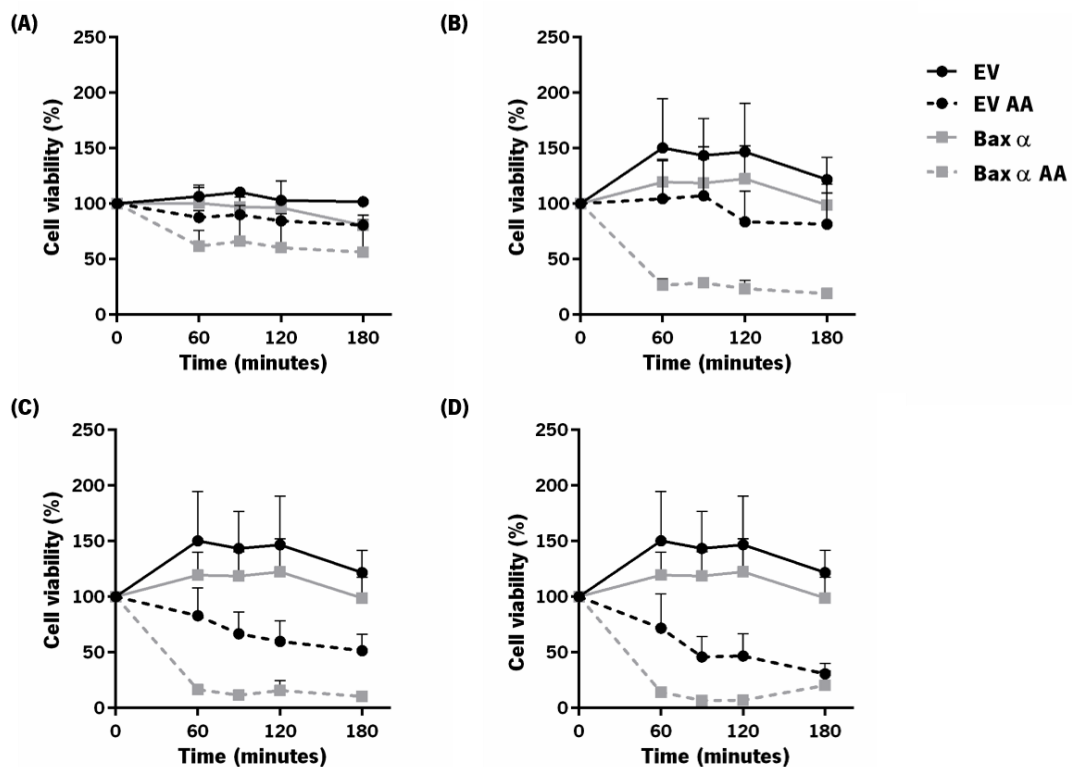 (A)
250
200
150
100
50
0
Cell viability (%)
0 60 120 180
Time (minutes)
(B)
250
200
150
100
50
0
Cell viability (%)
0 60 120 180
Time (minutes)
EV
EV AA
Bax α
Bax α AA
(C)
250
200
150
100
50
0
Cell viability (%)
0 60 120 180
Time (minutes)
(D)
250
200
150
100
50
0
Cell viability (%)
0 60 120 180
Time (minutes)